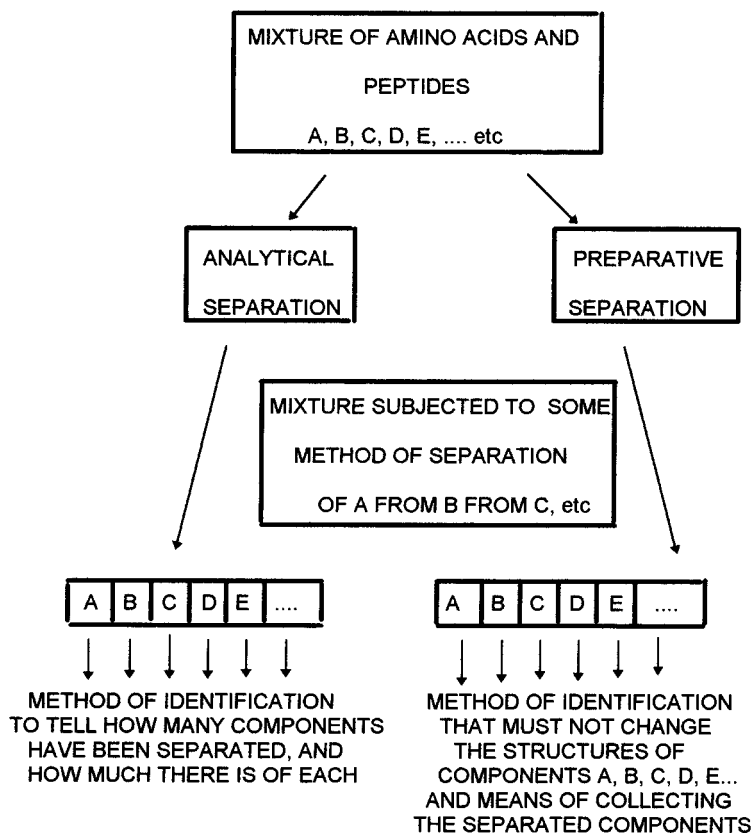 MIXTURE OF AMINO ACIDS AND
PEPTIDES
A, B, C, D, E, .... etc
ANALYTICAL
SEPARATION
PREPARATIVE
SEPARATION
MIXTURE SUBJECTED TO SOME
METHOD OF SEPARATION
OF A FROM B FROM C, etc
A B C D E ....
METHOD OF IDENTIFICATION
TO TELL HOW MANY COMPONENTS
HAVE BEEN SEPARATED, AND
HOW MUCH THERE IS OF EACH
A B C D E ....
METHOD OF IDENTIFICATION
THAT MUST NOT CHANGE
THE STRUCTURES OF
COMPONENTS A, B, C, D, E...
AND MEANS OF COLLECTING
THE SEPARATED COMPONENTS